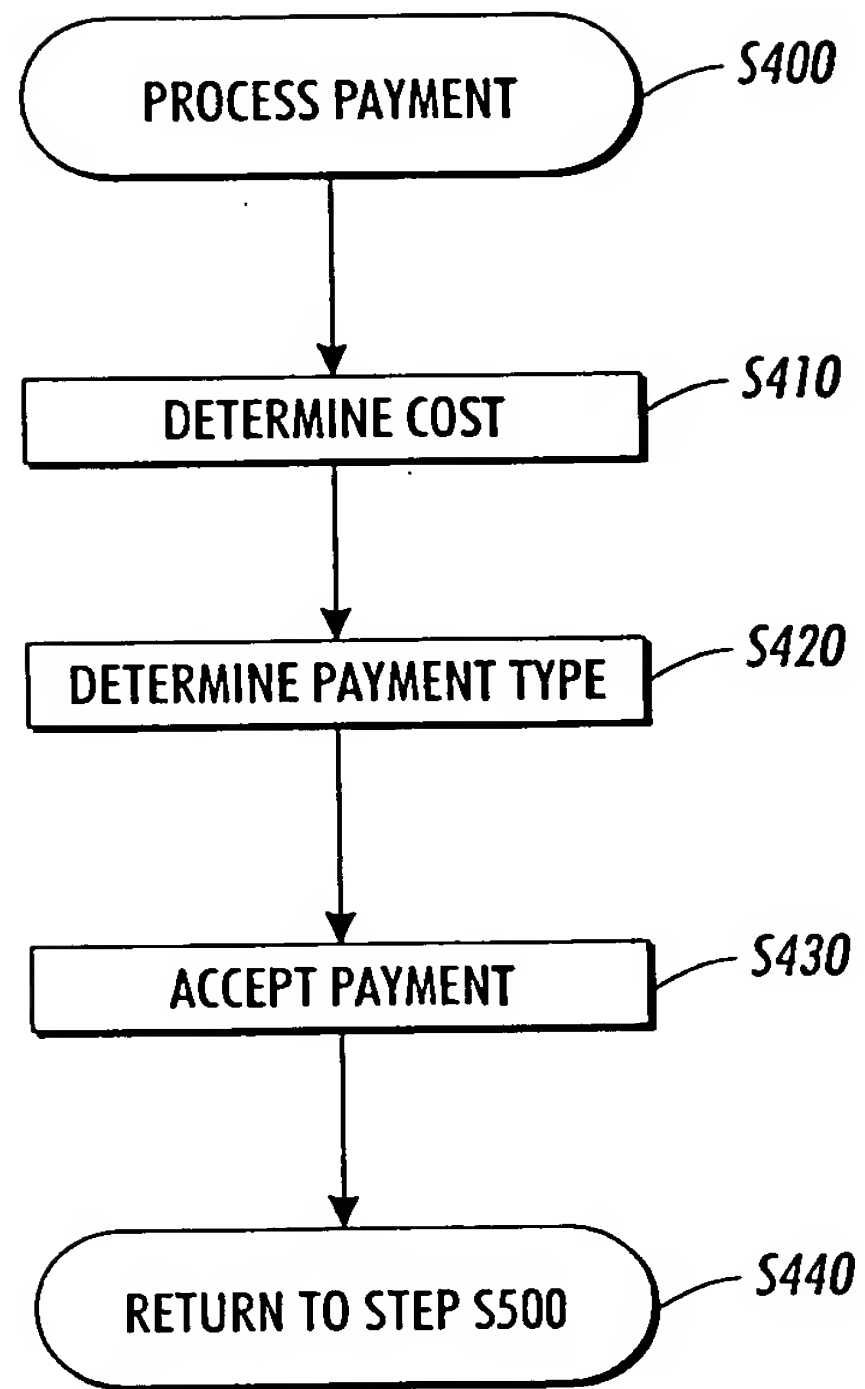 PROCESS PAYMENT
S400
DETERMINE COST
S410
DETERMINE PAYMENT TYPE
S420
ACCEPT PAYMENT
S430
RETURN TO STEP S500
S440